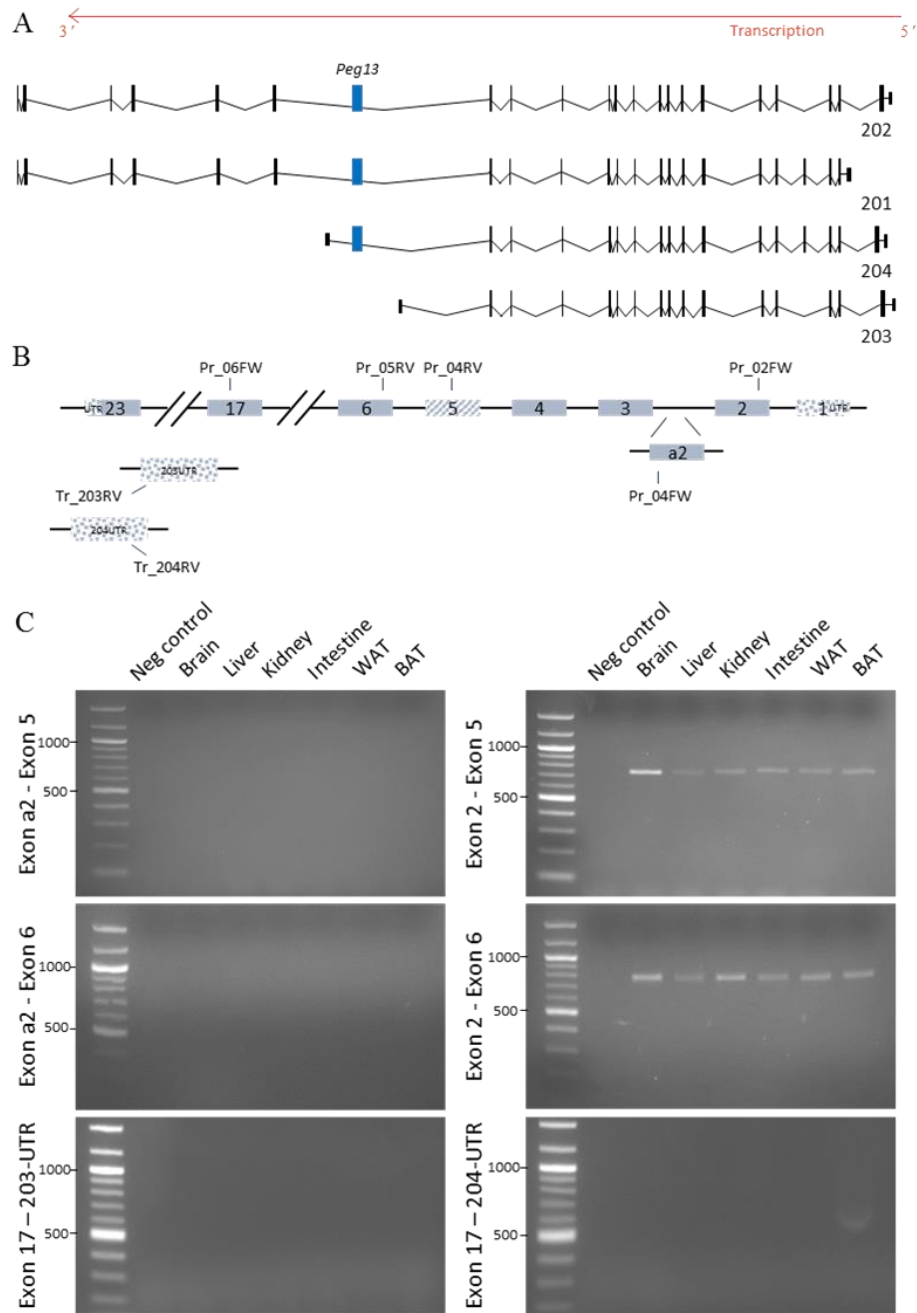 A
3 ′
Transcription
5 ′
Peg13
202
201
204
203
B
Pr_06FW
Pr_05RV
Pr_04RV
Pr_02FW
UTR 23
17
6
5
4
3
2
1 UTR
a2
203UTR
Tr_203RV
Pr_04FW
204UTR
Tr_204RV
C
Neg control
Brain
Liver
Kidney
Intestine
WAT
BAT
Neg control
Brain
Liver
Kidney
Intestine
WAT
BAT
Exon a2 - Exon 5
1000
500
Exon 2 - Exon 5
1000
500
Exon a2 - Exon 6
1000
500
Exon 2 - Exon 6
1000
500
Exon 17 – 203-UTR
1000
500
Exon 17 – 204-UTR
1000
500